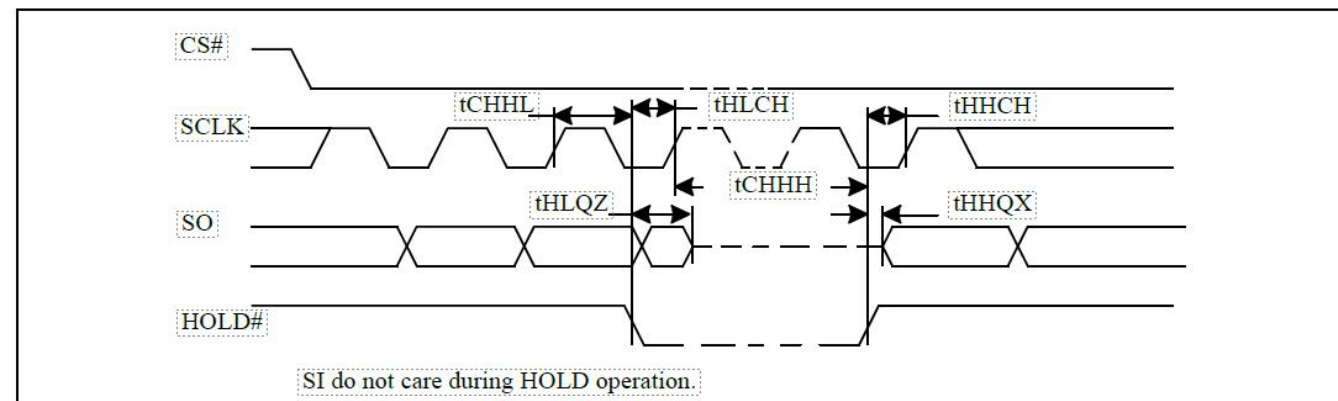 CS#
tCHHL
tHLCH
tHHCH
SCLK
tCHHH
tHLQZ
tHHQX
SO
HOLD#
SI do not care during HOLD operation.